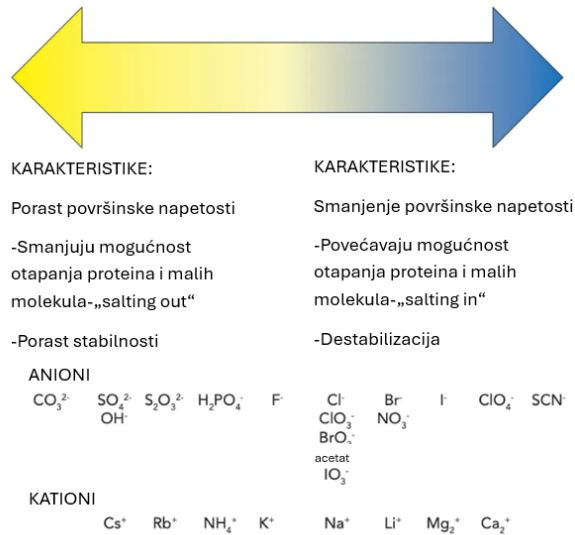 KARAKTERISTIKE:
Porast površinske napetosti
-Smanjuju mogućnost
otapanja proteina i malih
molekula-„salting out“
-Porast stabilnosti
KARAKTERISTIKE:
Smanjenje površinske napetosti
-Povećavaju mogućnost
otapanja proteina i malih
molekula-„salting in“
-Destabilizacija
ANIONI
CO₃²⁻ SO₄²⁻ S₂O₃²⁻ H₂PO₄⁻ F⁻ Cl⁻ Br⁻ I⁻ ClO₄⁻ SCN⁻
OH⁻ ClO₃⁻ NO₃⁻
BrO₃⁻
acetat
IO₃⁻
KATIONI
Cs⁺ Rb⁺ NH₄⁺ K⁺ Na⁺ Li⁺ Mg₂⁺ Ca₂⁺